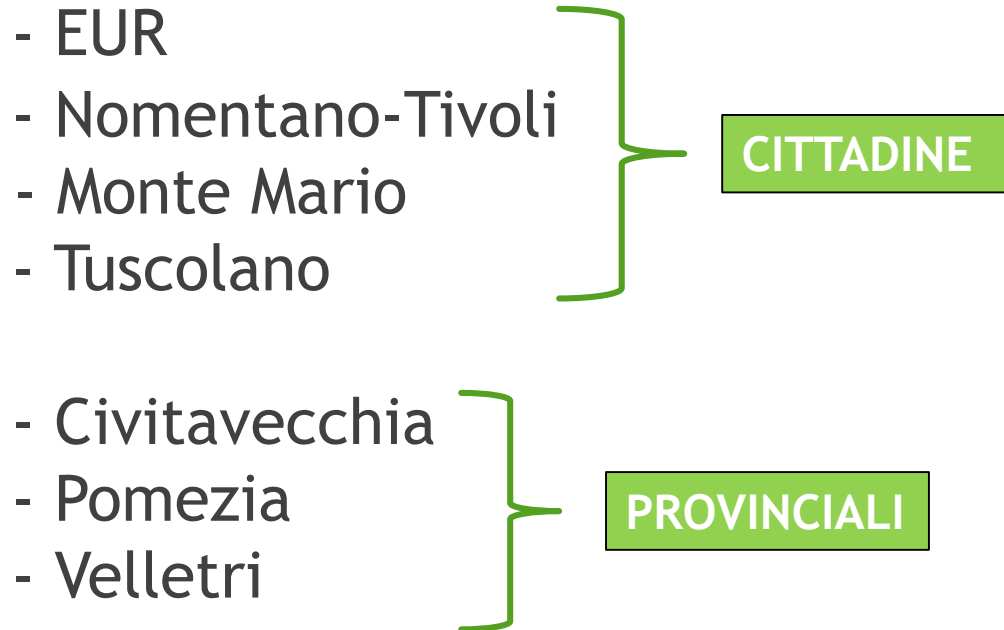 - EUR
- Nomentano-Tivoli
- Monte Mario
- Tuscolano
CITTADINE
- Civitavecchia
- Pomezia
- Velletri
PROVINCIALI